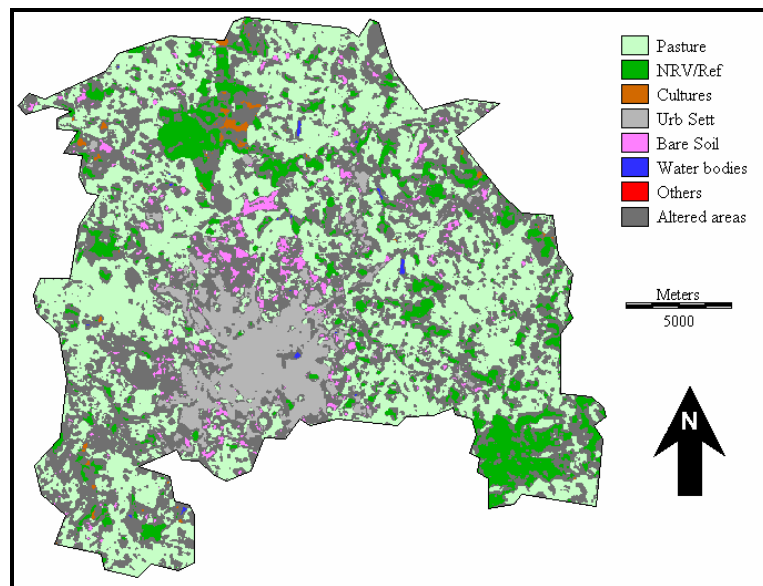 Pasture
NRV/Ref
Cultures
Urb Sett
Bare Soil
Water bodies
Others
Altered areas
Meters
5000
N